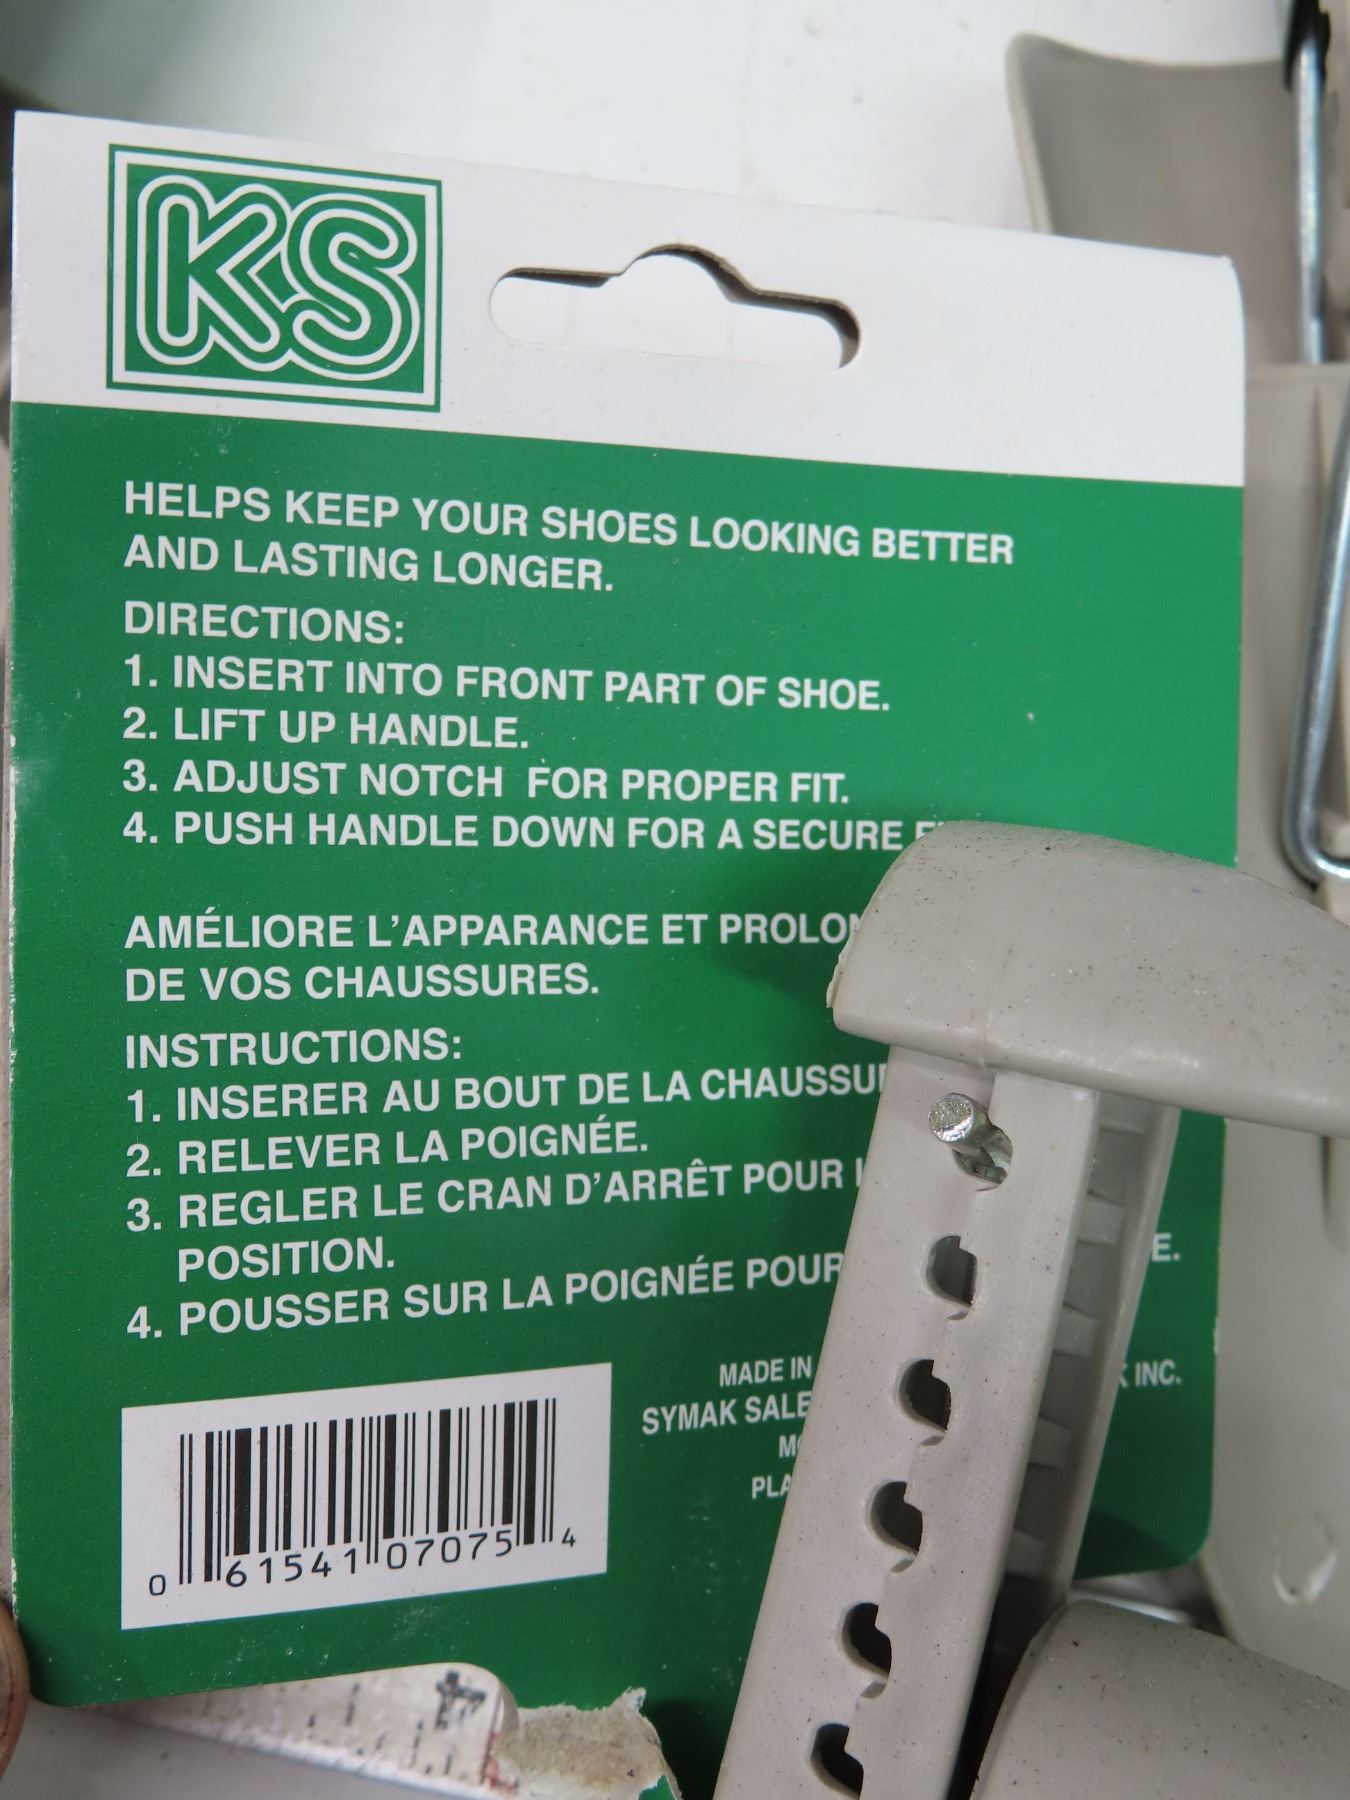 KS
HELPS KEEP YOUR SHOES LOOKING BETTER
AND LASTING LONGER.
DIRECTIONS:
1. INSERT INTO FRONT PART OF SHOE.
2. LIFT UP HANDLE.
3. ADJUST NOTCH FOR PROPER FIT.
4. PUSH HANDLE DOWN FOR A SECURE
AMÉLIORE L'APPARANCE ET
DE VOS CHAUSSURES.
INSTRUCTIONS:
1. INSERER AU BOUT DE LA
2. RELEVER LA POIGNÉE.
3. REGLER LE CRAN D'ARRÊT POUR
POSITION.
4. POUSSER SUR LA POIGNÉE POUR
MADE IN
SYMAK INC.
0 61541 07075 4